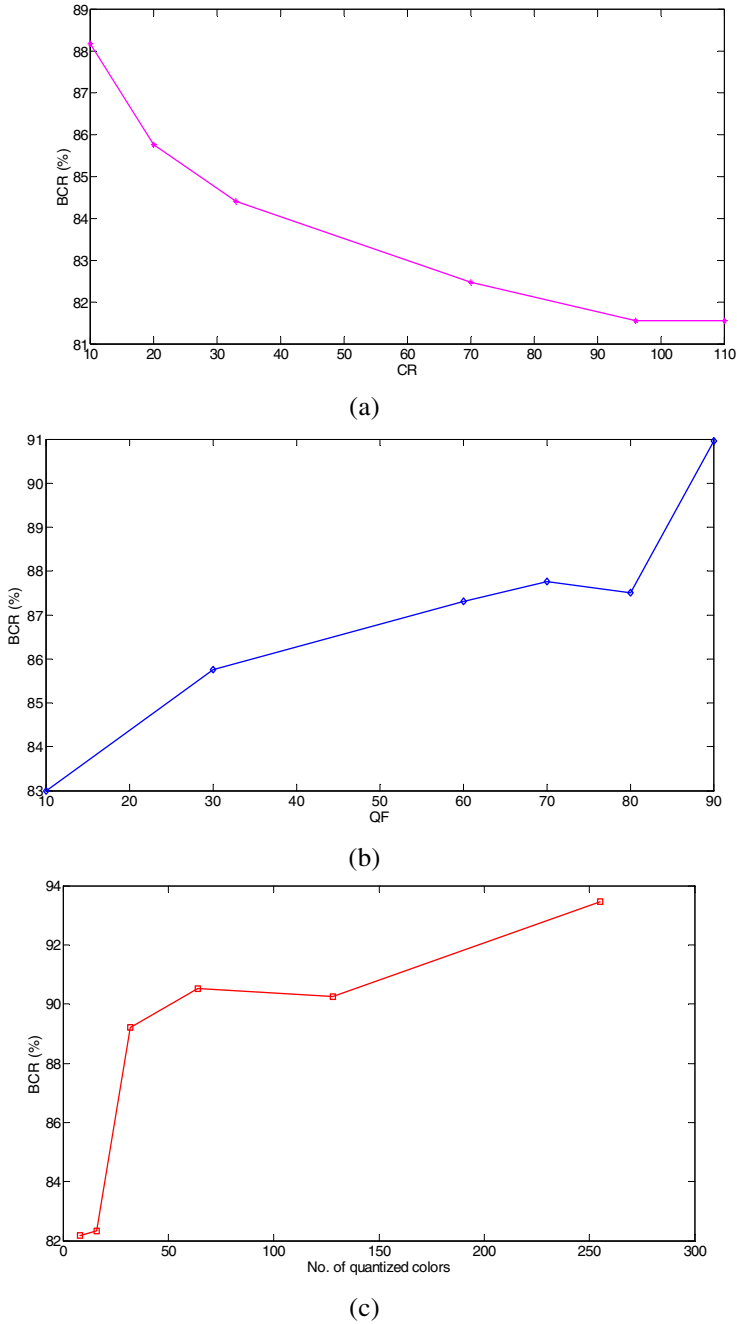 89
88
87
86
85
84
83
82
81
BCR (%)
10 20 30 40 50 60 70 80 90 100 110
CR
(a)
91
90
89
88
87
86
85
84
83
BCR (%)
10 20 30 40 50 60 70 80 90
QF
(b)
94
92
90
88
86
84
82
BCR (%)
0 50 100 150 200 250 300
No. of quantized colors
(c)